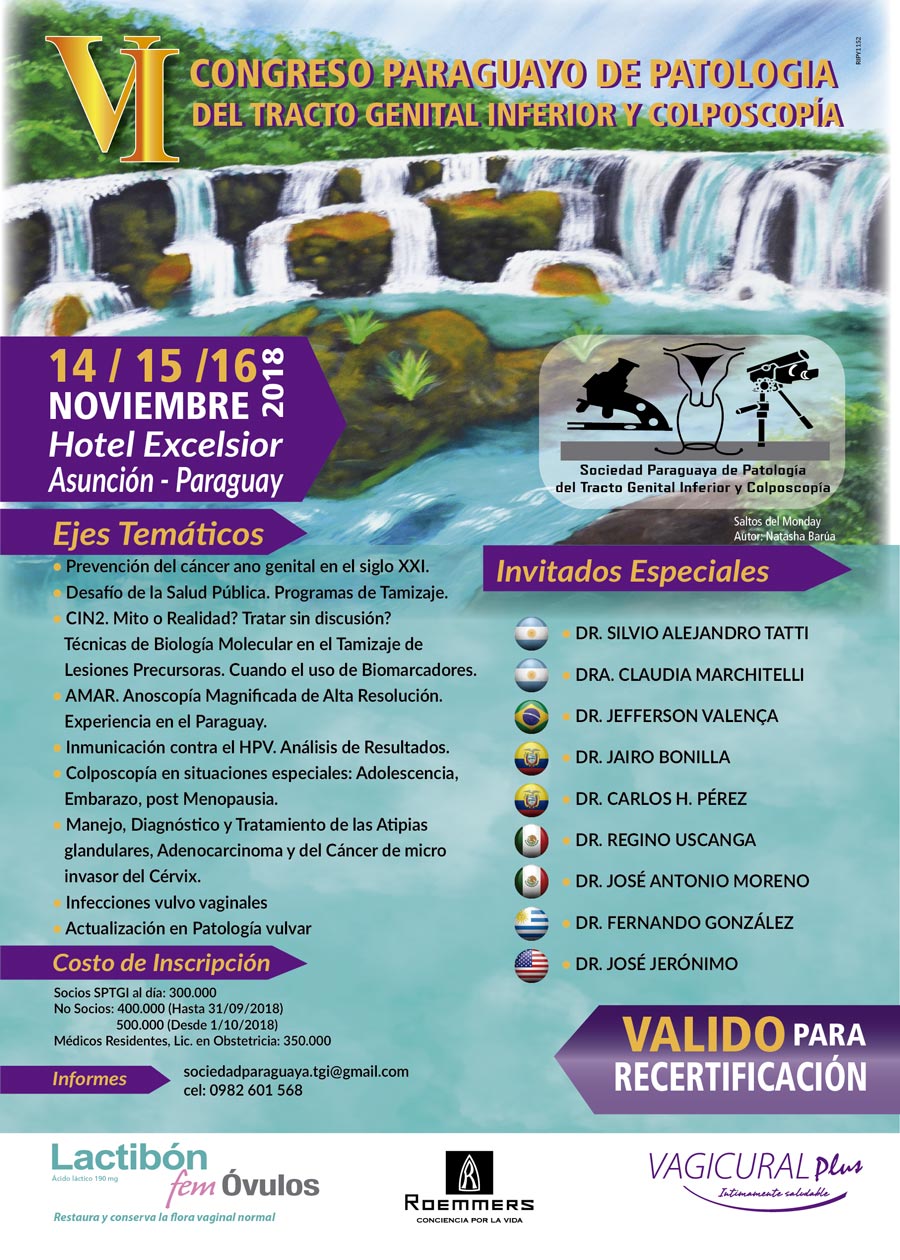 VI
CONGRESO PARAGUAYO DE PATOLOGIA
DEL TRACTO GENITAL INFERIOR Y COLPOSCOPÍA
RIPY1152
14 / 15 /16
2018
NOVIEMBRE
Hotel Excelsior
Asunción - Paraguay
Sociedad Paraguaya de Patología
del Tracto Genital Inferior y Colposcopía
Saltos del Monday
Autor: Natasha Barúa
Ejes Temáticos
• Prevención del cáncer ano genital en el siglo XXI.
• Desafío de la Salud Pública. Programas de Tamizaje.
• CIN2. Mito o Realidad? Tratar sin discusión?
Técnicas de Biología Molecular en el Tamizaje de
Lesiones Precursoras. Cuando el uso de Biomarcadores.
• AMAR. Anoscopía Magnificada de Alta Resolución.
Experiencia en el Paraguay.
• Inmunicación contra el HPV. Análisis de Resultados.
• Colposcopía en situaciones especiales: Adolescencia,
Embarazo, post Menopausia.
• Manejo, Diagnóstico y Tratamiento de las Atipias
glandulares, Adenocarcinoma y del Cáncer de micro
invasor del Cérvix.
• Infecciones vulvo vaginales
• Actualización en Patología vulvar
Invitados Especiales
• DR. SILVIO ALEJANDRO TATTI
• DRA. CLAUDIA MARCHITELLI
• DR. JEFFERSON VALENÇA
• DR. JAIRO BONILLA
• DR. CARLOS H. PÉREZ
• DR. REGINO USCANGA
• DR. JOSÉ ANTONIO MORENO
• DR. FERNANDO GONZÁLEZ
• DR. JOSÉ JERÓNIMO
Costo de Inscripción
Socios SPTGI al día: 300.000
No Socios: 400.000 (Hasta 31/09/2018)
500.000 (Desde 1/10/2018)
Médicos Residentes, Lic. en Obstetricia: 350.000
Informes
sociedadparaguaya.tgi@gmail.com
cel: 0982 601 568
VALIDO PARA
RECERTIFICACIÓN
Lactibón
Ácido láctico 190 mg
fem Óvulos
Restaura y conserva la flora vaginal normal
ROEMMERS
CONCIENCIA POR LA VIDA
VAGICURAL Plus
Intimamente saludable